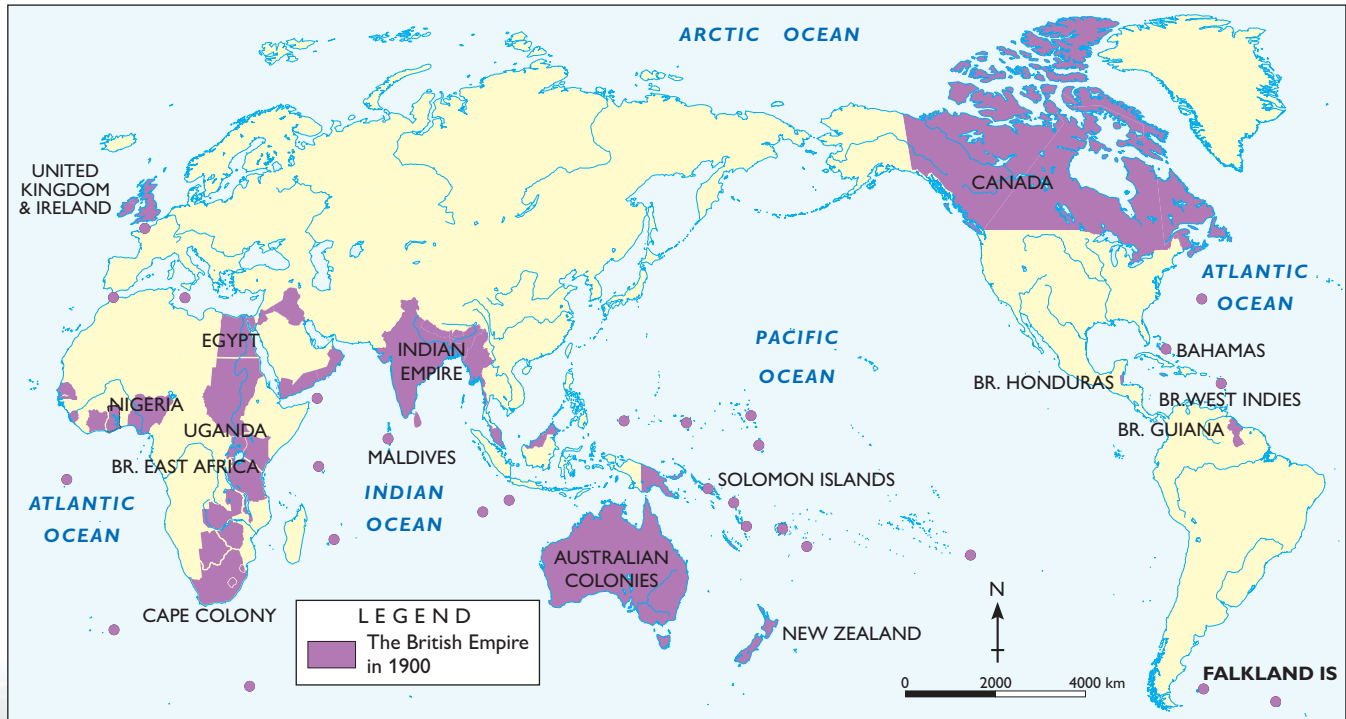 ARCTIC OCEAN
UNITED
KINGDOM
& IRELAND
CANADA
ATLANTIC
OCEAN
EGYPT
INDIAN
EMPIRE
PACIFIC
OCEAN
BAHAMAS
BR. HONDURAS
BR. WEST INDIES
NIGERIA
UGANDA
BR. GUIANA
BR. EAST AFRICA
MALDIVES
SOLOMON ISLANDS
ATLANTIC
OCEAN
INDIAN
OCEAN
AUSTRALIAN
COLONIES
CAPE COLONY
NEW ZEALAND
LEGEND
The British Empire
in 1900
N
0 2000 4000 km
FALKLAND IS